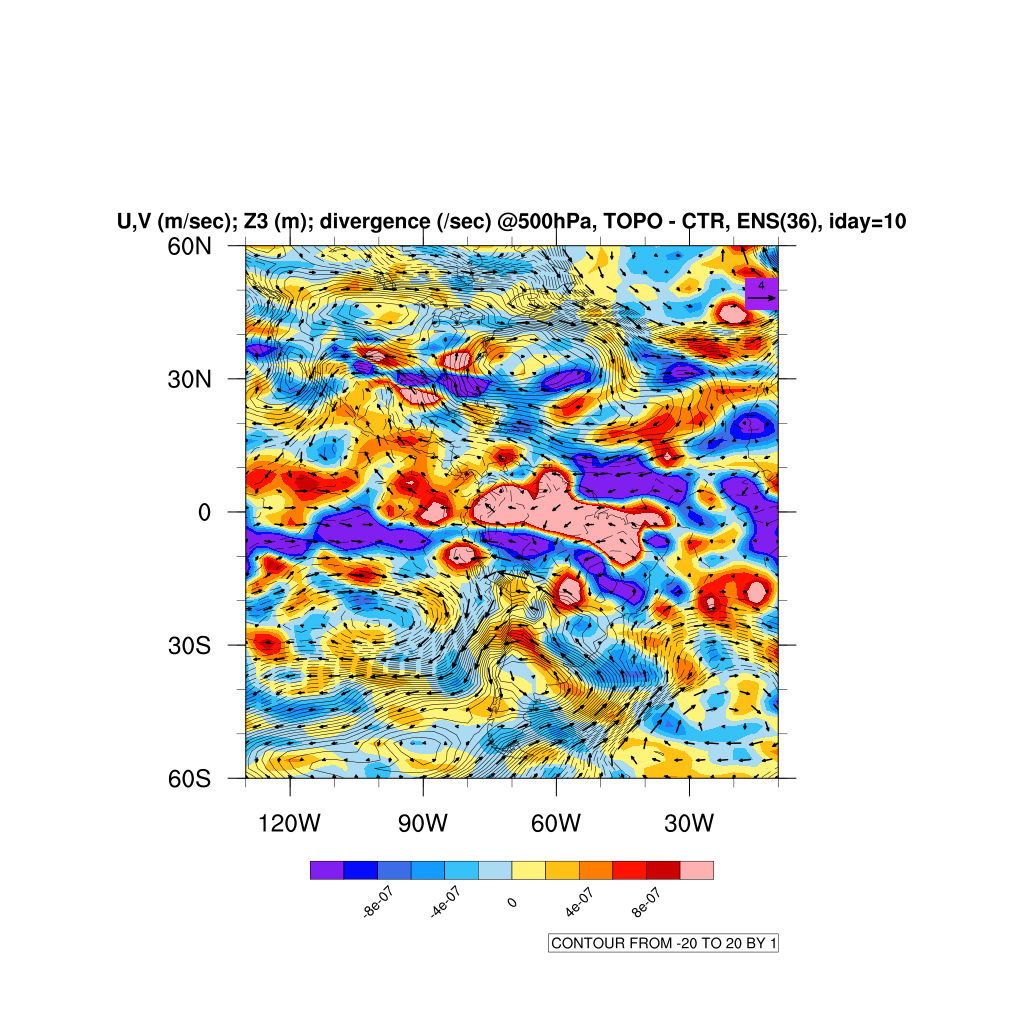 U,V (m/sec); Z3 (m); divergence (/sec) @500hPa, TOPO - CTR, ENS(36), iday=10
60N
4
30N
0
30S
60S
120W 90W 60W 30W
-8e-07 -4e-07 0 4e-07 8e-07
CONTOUR FROM -20 TO 20 BY 1